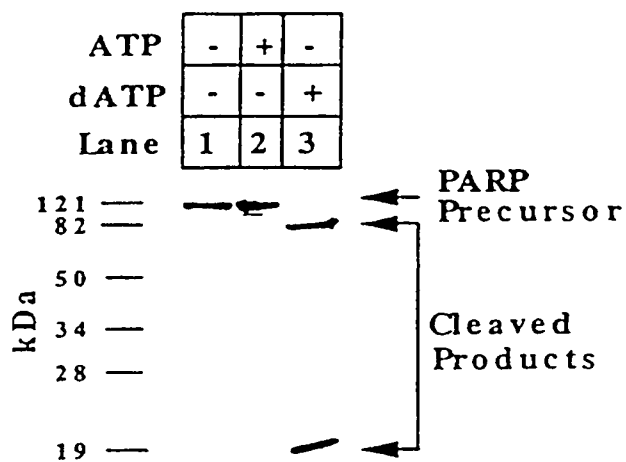 ATP - + -
dATP - - +
Lane 1 2 3
PARP
Precursor
121
82
50
34
28
19
kDa
Cleaved
Products